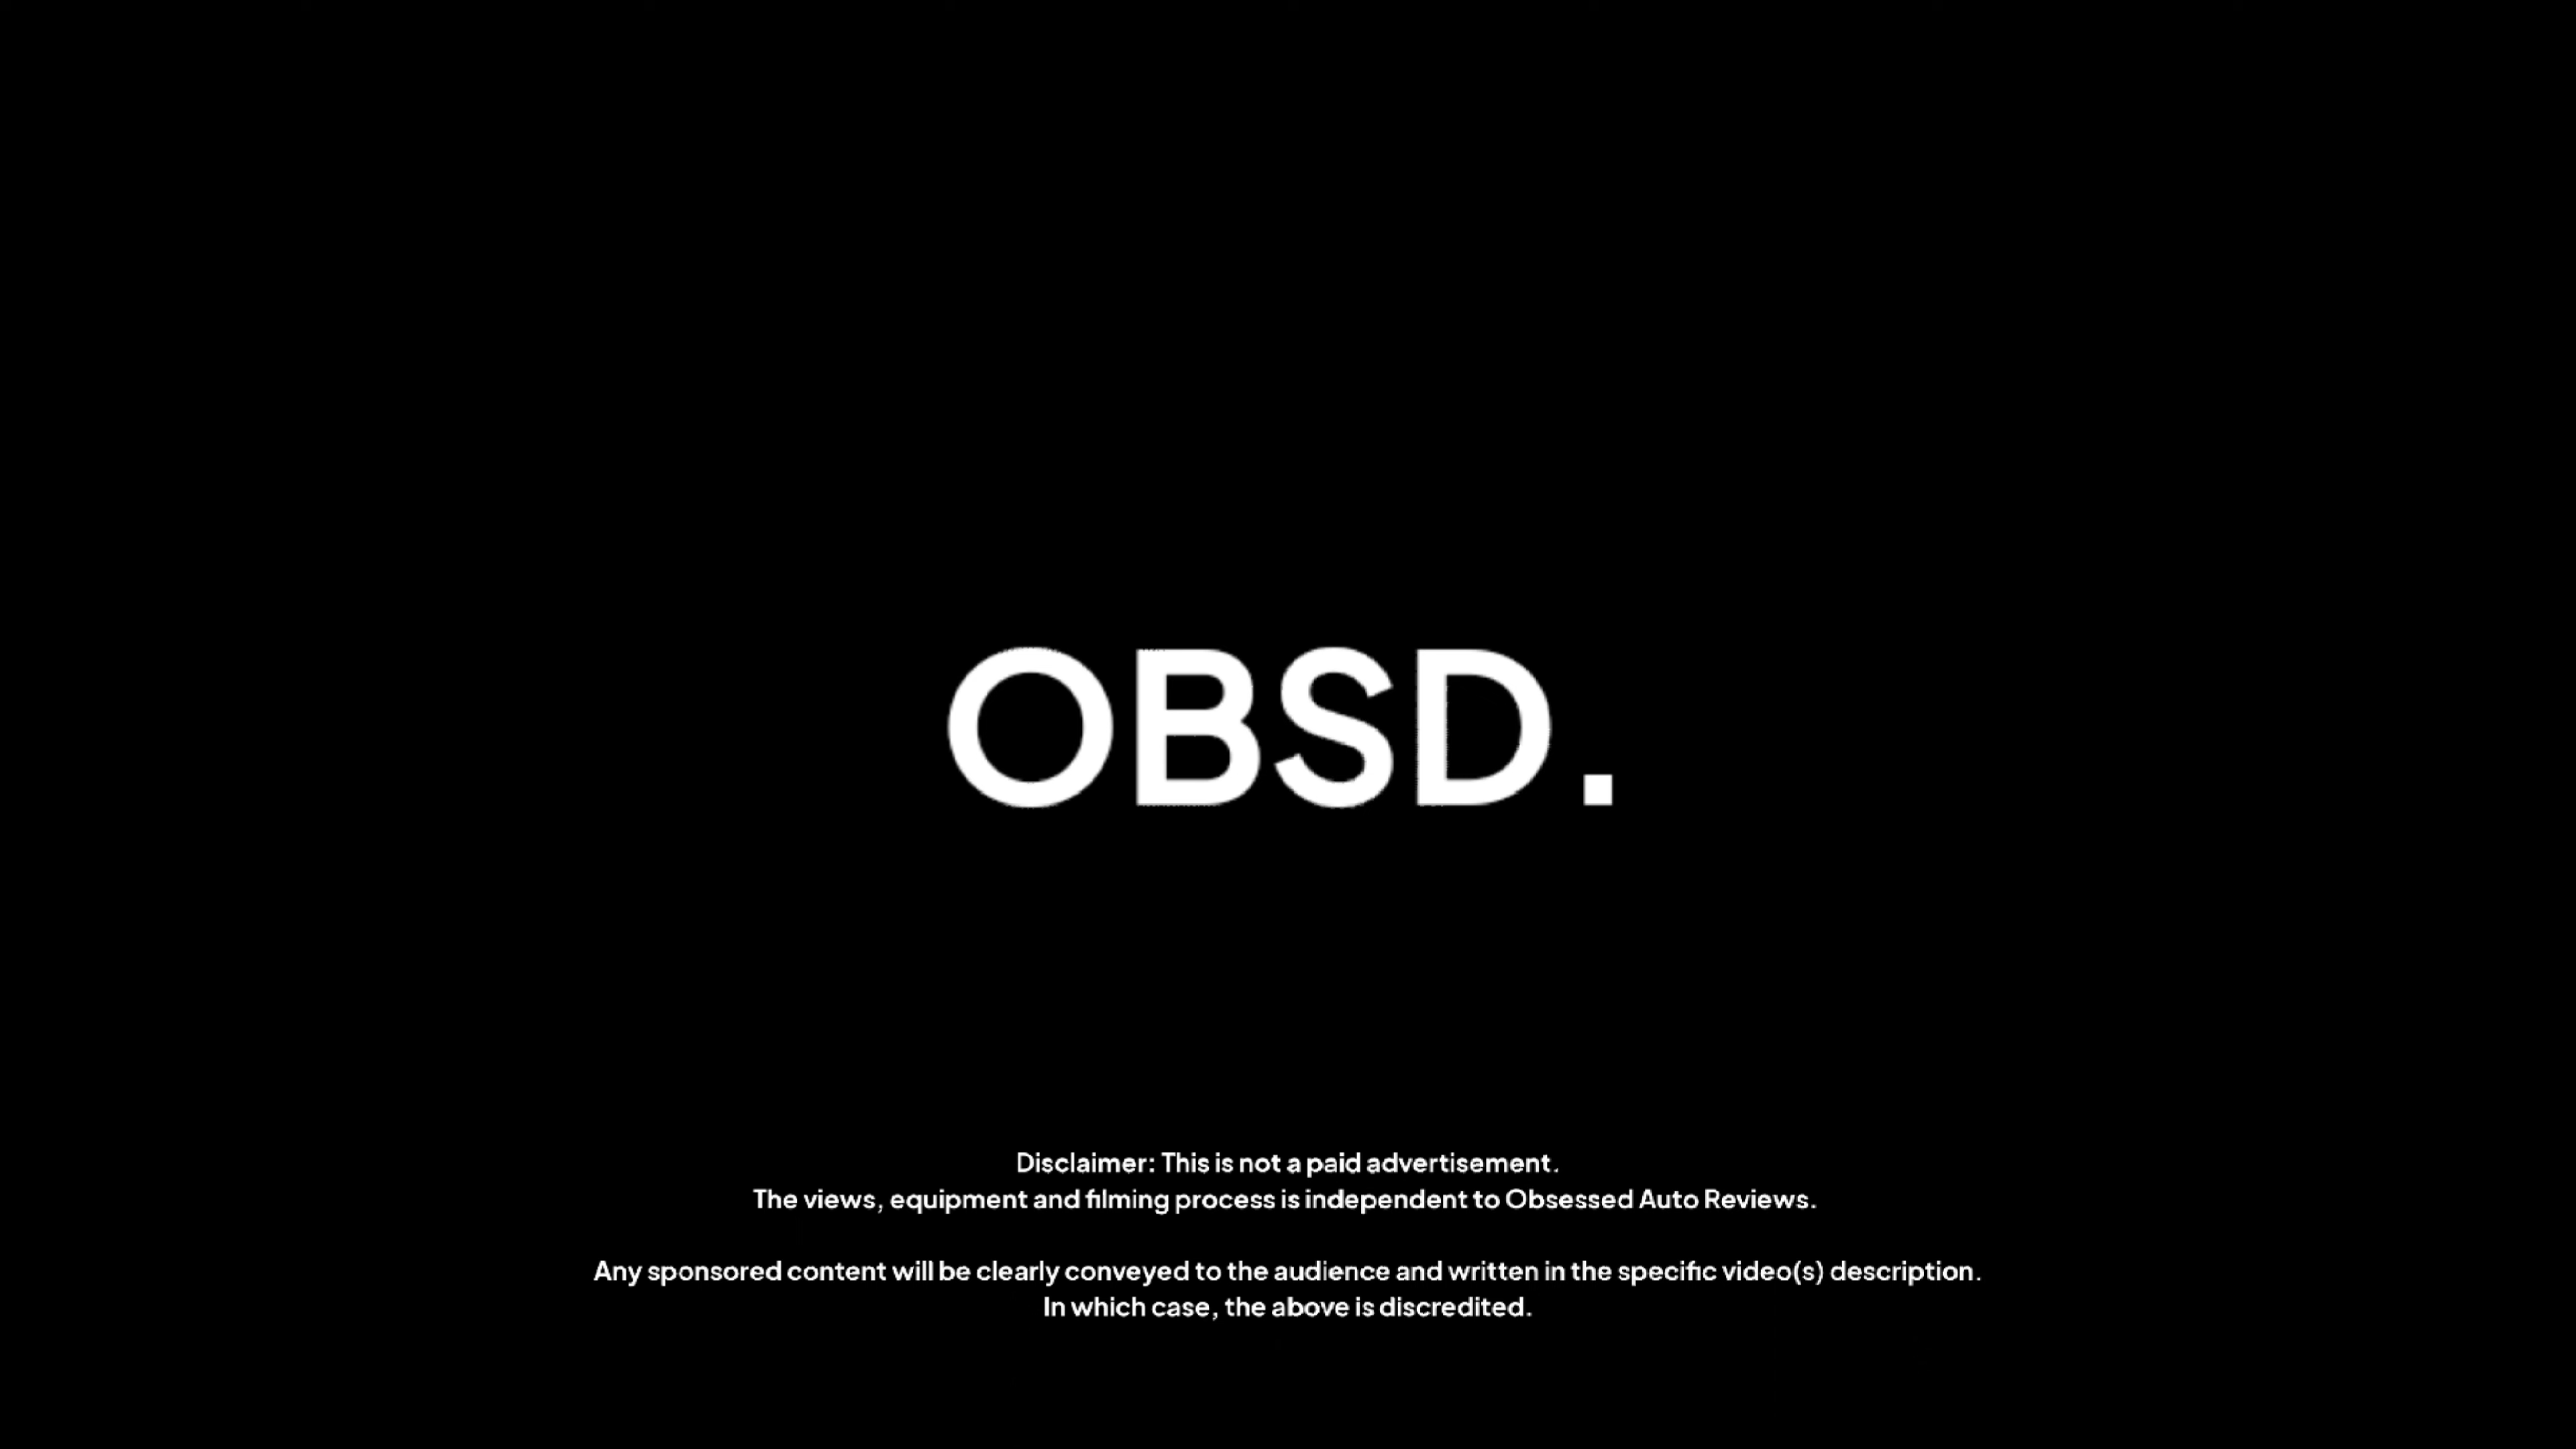 OBSD.
Disclaimer: This is not a paid advertisement.
The views, equipment and filming process is independent to Obsessed Auto Reviews.
Any sponsored content will be clearly conveyed to the audience and written in the specific video(s) description.
In which case, the above is discredited.